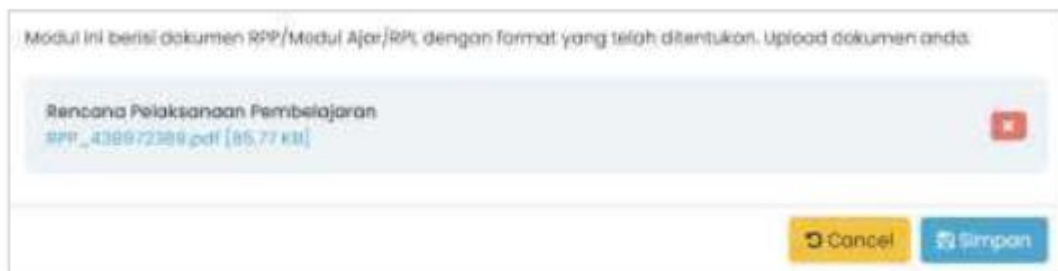 Modul ini berisi dokumen RPP/Modul Ajar/RPL dengan format yang telah ditentukan. Upload dokumen anda.
Rencana Pelaksanaan Pembelajaran
RPP_438972389.pdf [85.77 KB]
Cancel
Simpan